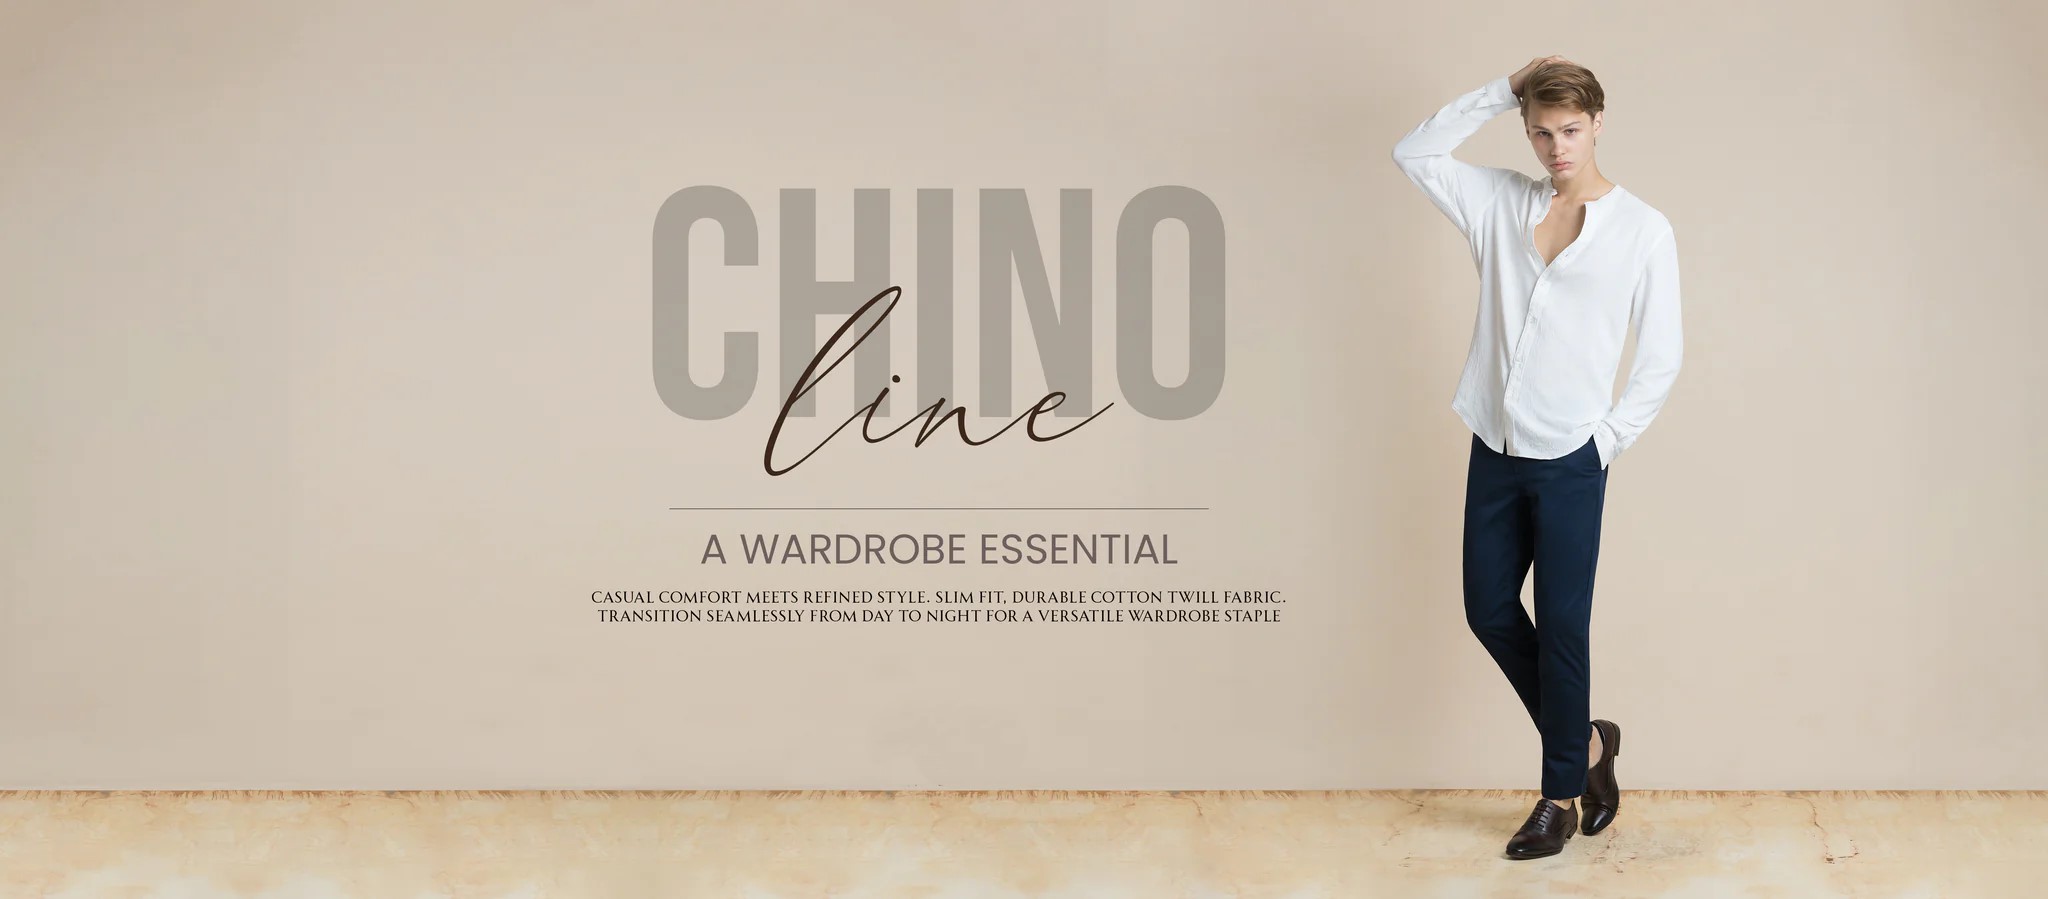 CHINO
line
A WARDROBE ESSENTIAL
CASUAL COMFORT MEETS REFINED STYLE. SLIM FIT, DURABLE COTTON TWILL FABRIC.
TRANSITION SEAMLESSLY FROM DAY TO NIGHT FOR A VERSATILE WARDROBE STAPLE